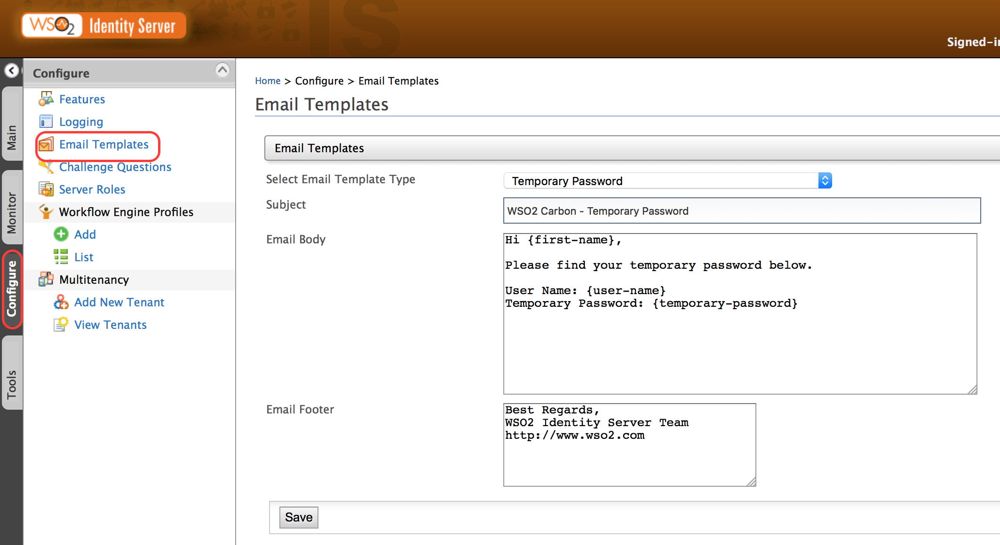 WSO2 Identity Server
Signed-in
Configure
Features
Logging
Email Templates
Challenge Questions
Server Roles
Workflow Engine Profiles
Add
List
Multitenancy
Add New Tenant
View Tenants
Main
Monitor
Configure
Tools
Home > Configure > Email Templates
Email Templates
Email Templates
Select Email Template Type
Temporary Password
Subject
WSO2 Carbon - Temporary Password
Email Body
Hi {first-name},
Please find your temporary password below.
User Name: {user-name}
Temporary Password: {temporary-password}
Email Footer
Best Regards,
WSO2 Identity Server Team
http://www.wso2.com
Save